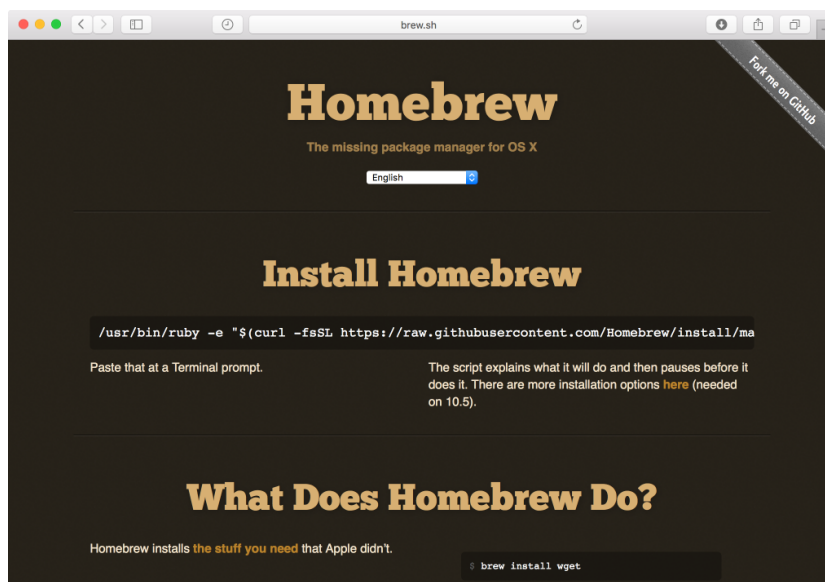 brew.sh
Fork me on GitHub
Homebrew
The missing package manager for OS X
English
Install Homebrew
/usr/bin/ruby -e "$(curl -fsSL https://raw.githubusercontent.com/Homebrew/install/ma
Paste that at a Terminal prompt.
The script explains what it will do and then pauses before it
does it. There are more installation options here (needed
on 10.5).
What Does Homebrew Do?
Homebrew installs the stuff you need that Apple didn’t.
$ brew install wget